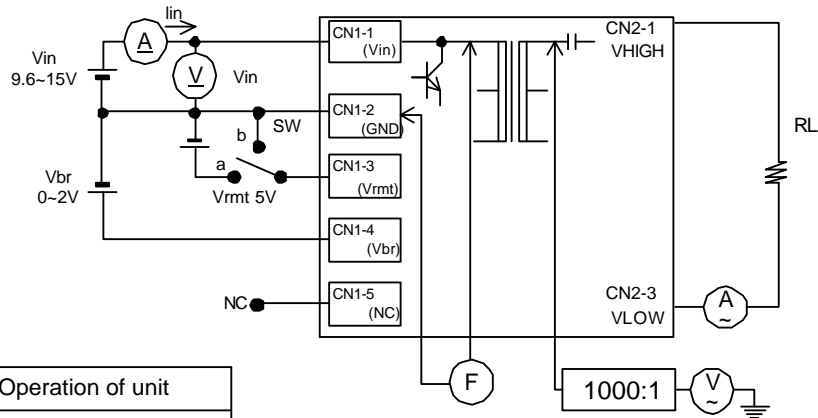 Iin
A
Vin
9.6~15V
V
Vin
CN1-1
(Vin)
CN2-1
VHIGH
CN1-2
(GND)
SW
b
a
Vrmt 5V
CN1-3
(Vrmt)
Vbr
0~2V
CN1-4
(Vbr)
NC
CN1-5
(NC)
RL
CN2-3
VLOW
A
~
F
1000:1
V
~
Operation of unit